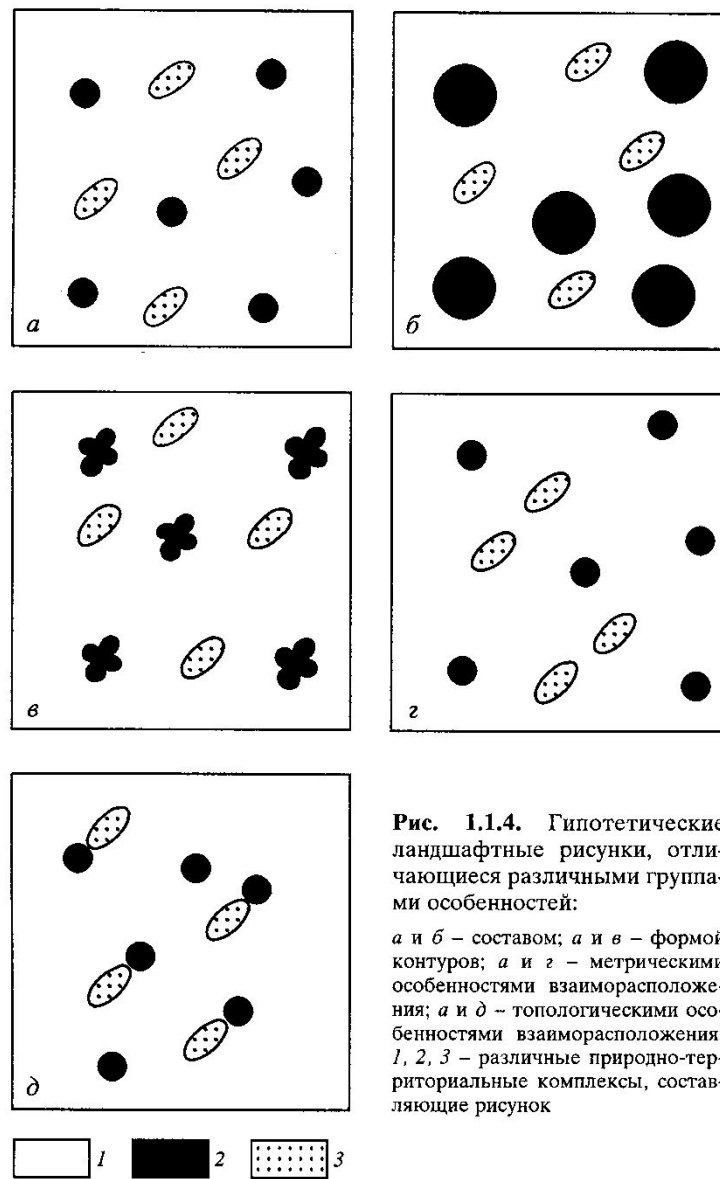 а
б
в
г
д
Рис. 1.1.4. Гипотетические
ландшафтные рисунки, отли-
чающиеся различными группа-
ми особенностей:
а и б – составом; а и в – формой
контуров; а и г – метрическими
особенностями взаиморасположе-
ния; а и д – топологическими осо-
бенностями взаиморасположения
1, 2, 3 – различные природно-тер-
риториальные комплексы, состав-
ляющие рисунок
1 2 3